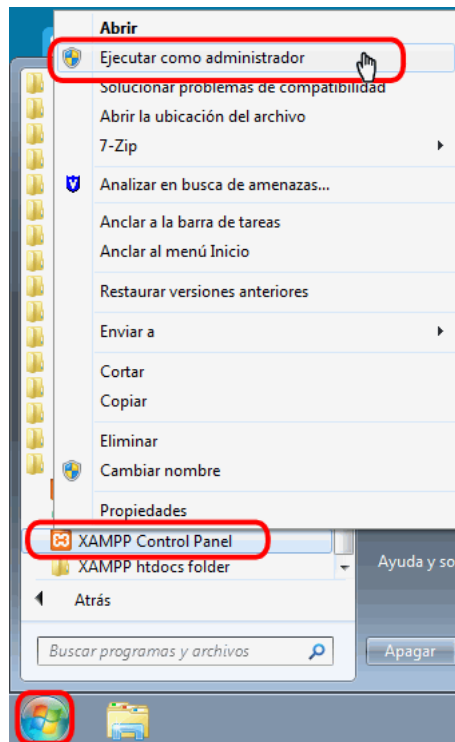 Abrir
Ejecutar como administrador
Solucionar problemas de compatibilidad
Abrir la ubicación del archivo
7-Zip
Analizar en busca de amenazas...
Anclar a la barra de tareas
Anclar al menú Inicio
Restaurar versiones anteriores
Enviar a
Cortar
Copiar
Eliminar
Cambiar nombre
Propiedades
XAMPP Control Panel
XAMPP htdocs folder
Ayuda y so
Atrás
Buscar programas y archivos
Apagar